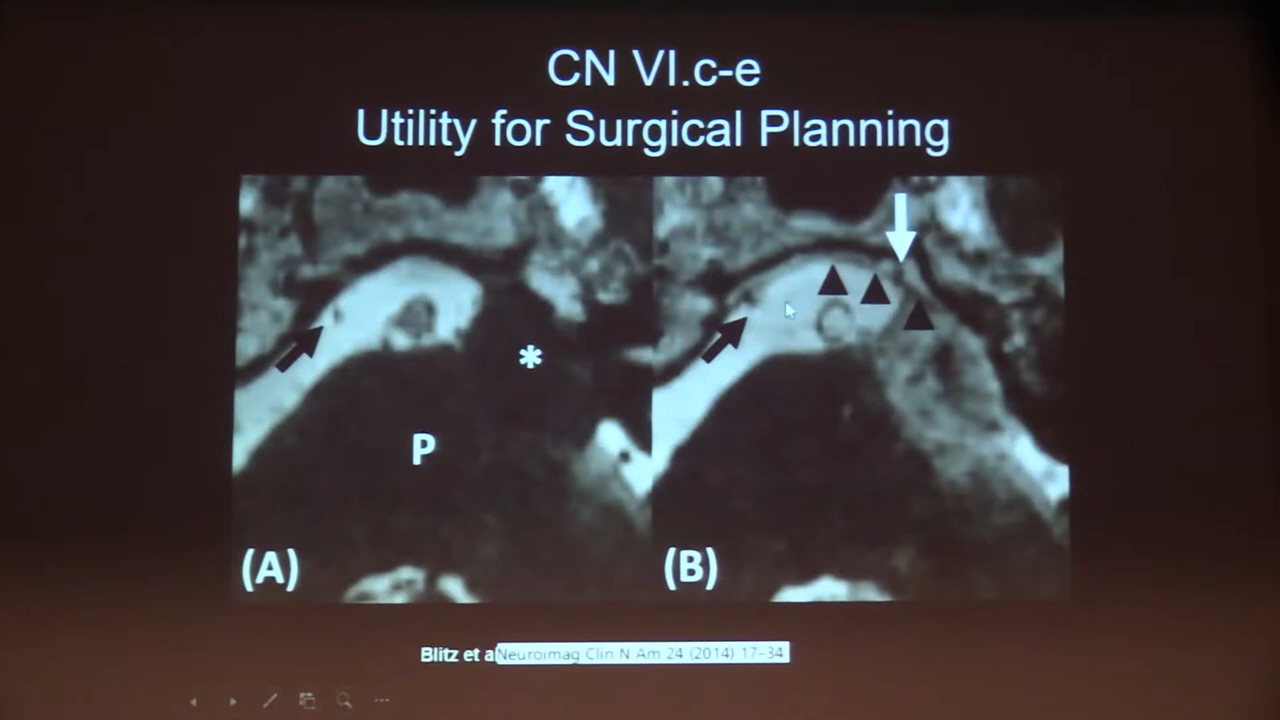 CN VI.c-e
Utility for Surgical Planning
*
P
(A)
(B)
Blitz et a Neuroimag Clin N Am 24 (2014) 17–34